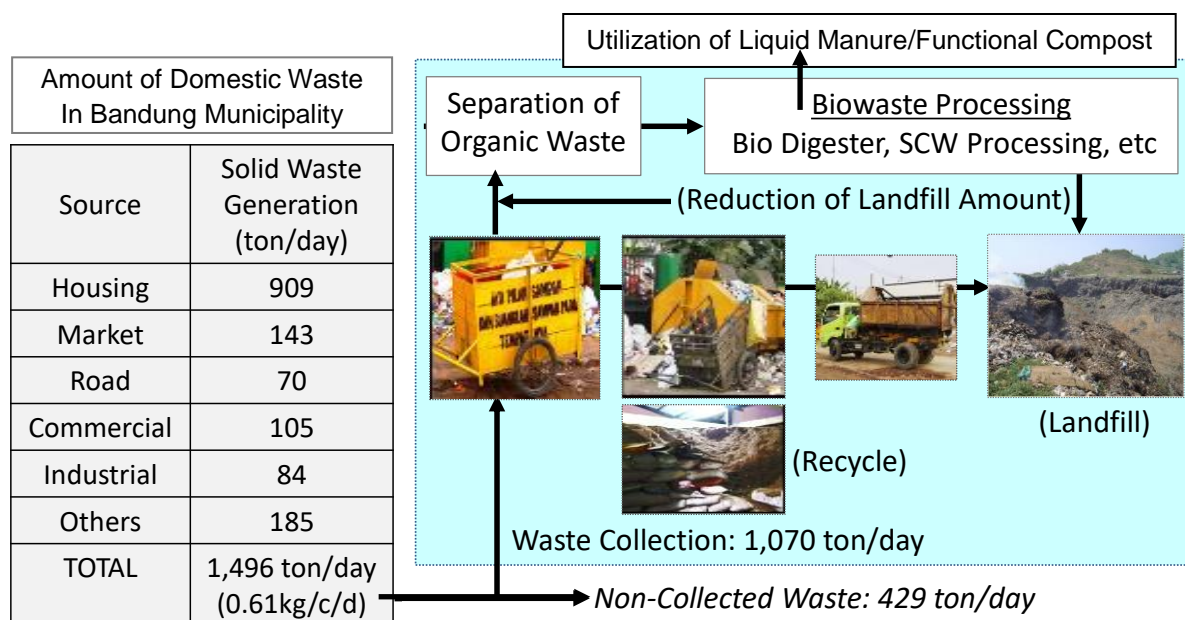 Utilization of Liquid Manure/Functional Compost
Amount of Domestic Waste
In Bandung Municipality
Separation of
Organic Waste
Biowaste Processing
Bio Digester, SCW Processing, etc
(Reduction of Landfill Amount)
Source
Solid Waste
Generation
(ton/day)
Housing 909
Market 143
Road 70
Commercial 105
Industrial 84
Others 185
TOTAL 1,496 ton/day
(0.61kg/c/d)
(Landfill)
(Recycle)
Waste Collection: 1,070 ton/day
Non-Collected Waste: 429 ton/day